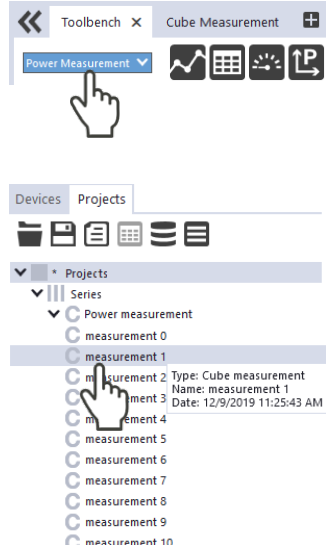 Toolbench Cube Measurement
Power Measurement
Devices Projects
* Projects
Series
Power measurement
measurement 0
measurement 1
measurement 2
Type: Cube measurement
Name: measurement 1
Date: 12/9/2019 11:25:43 AM
measurement 3
measurement 4
measurement 5
measurement 6
measurement 7
measurement 8
measurement 9
measurement 10